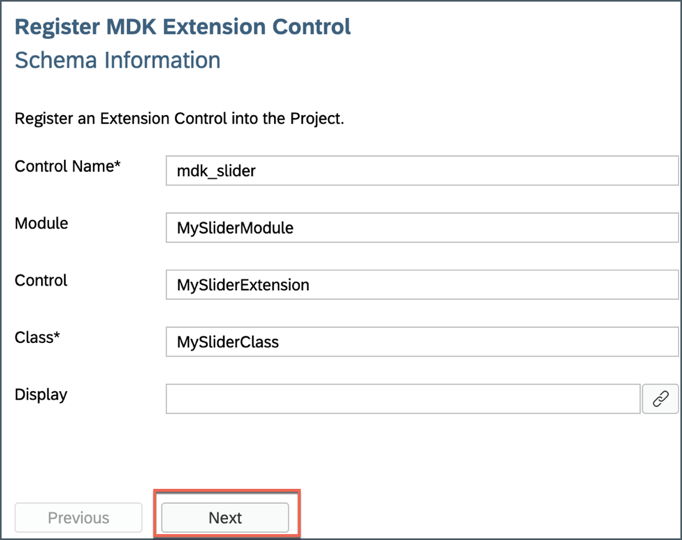 Register MDK Extension Control
Schema Information
Register an Extension Control into the Project.
Control Name* mdk_slider
Module MySliderModule
Control MySliderExtension
Class* MySliderClass
Display
Previous Next